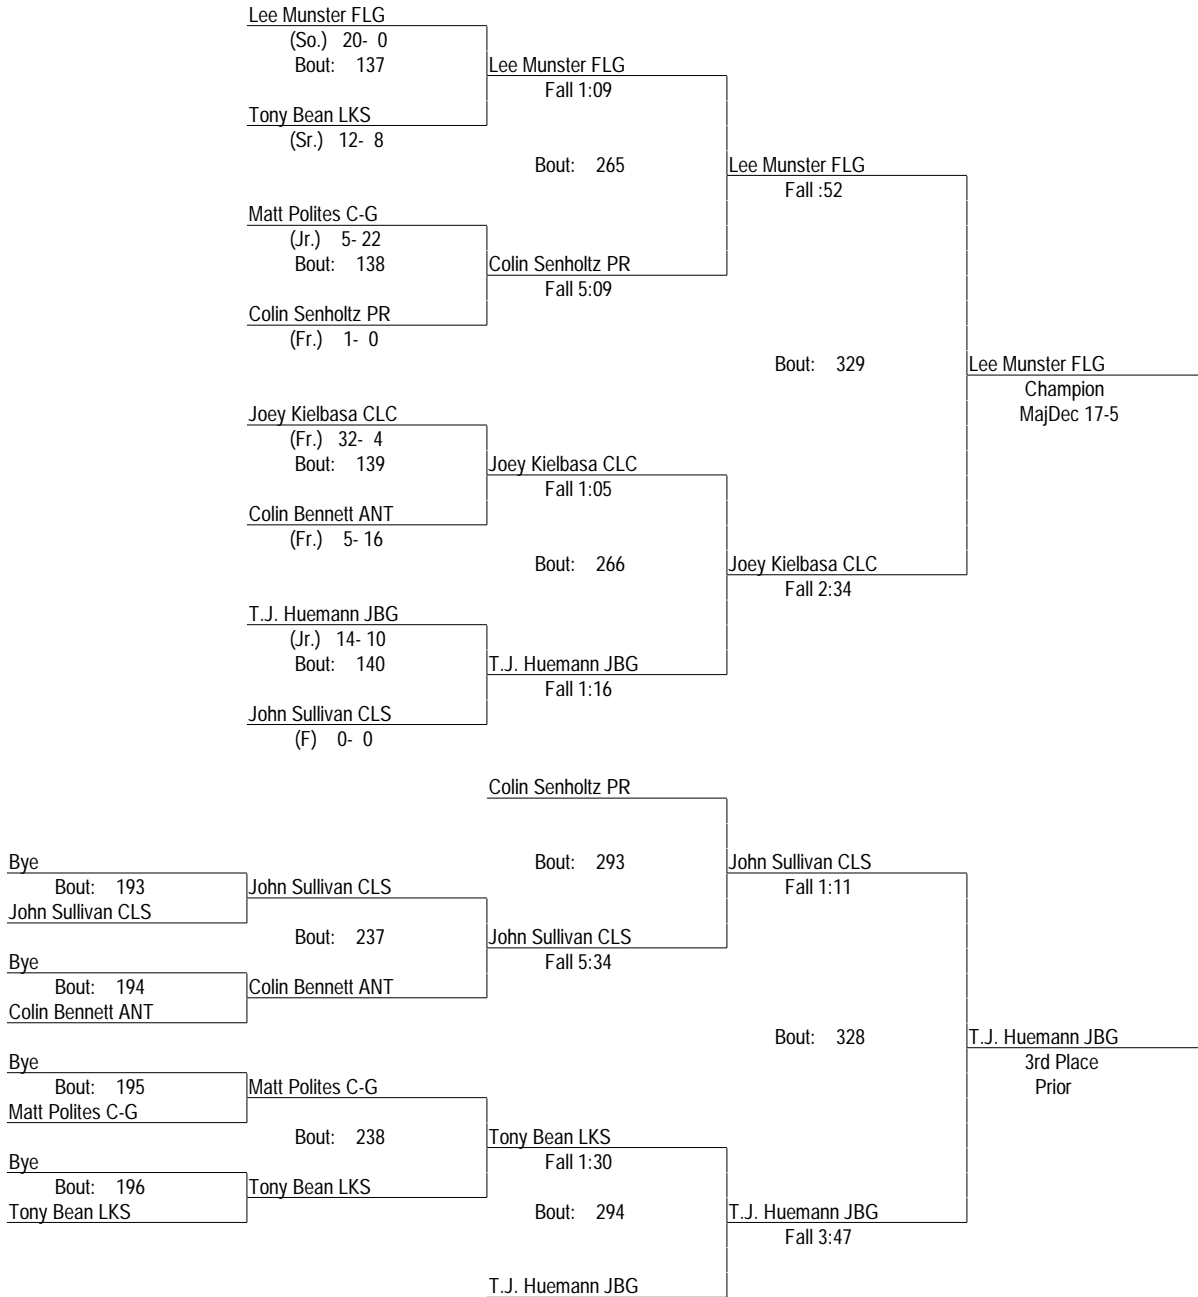 Lee Munster FLG
(So.) 20- 0
Bout: 137
Lee Munster FLG
Fall 1:09
Tony Bean LKS
(Sr.) 12- 8
Bout: 265
Lee Munster FLG
Fall :52
Matt Polites C-G
(Jr.) 5- 22
Bout: 138
Colin Senholtz PR
Fall 5:09
Colin Senholtz PR
(Fr.) 1- 0
Bout: 329
Lee Munster FLG
Champion
MajDec 17-5
Joey Kielbasa CLC
(Fr.) 32- 4
Bout: 139
Joey Kielbasa CLC
Fall 1:05
Colin Bennett ANT
(Fr.) 5- 16
Bout: 266
Joey Kielbasa CLC
Fall 2:34
T.J. Huemann JBG
(Jr.) 14- 10
Bout: 140
T.J. Huemann JBG
Fall 1:16
John Sullivan CLS
(F) 0- 0
Colin Senholtz PR
Bout: 293
John Sullivan CLS
Fall 1:11
Bye
Bout: 193
John Sullivan CLS
John Sullivan CLS
Bout: 237
John Sullivan CLS
Fall 5:34
Bye
Bout: 194
Colin Bennett ANT
Colin Bennett ANT
Bout: 328
T.J. Huemann JBG
3rd Place
Prior
Bye
Bout: 195
Matt Polites C-G
Matt Polites C-G
Bout: 238
Tony Bean LKS
Fall 1:30
Bye
Bout: 196
Tony Bean LKS
Tony Bean LKS
Bout: 294
T.J. Huemann JBG
Fall 3:47
T.J. Huemann JBG